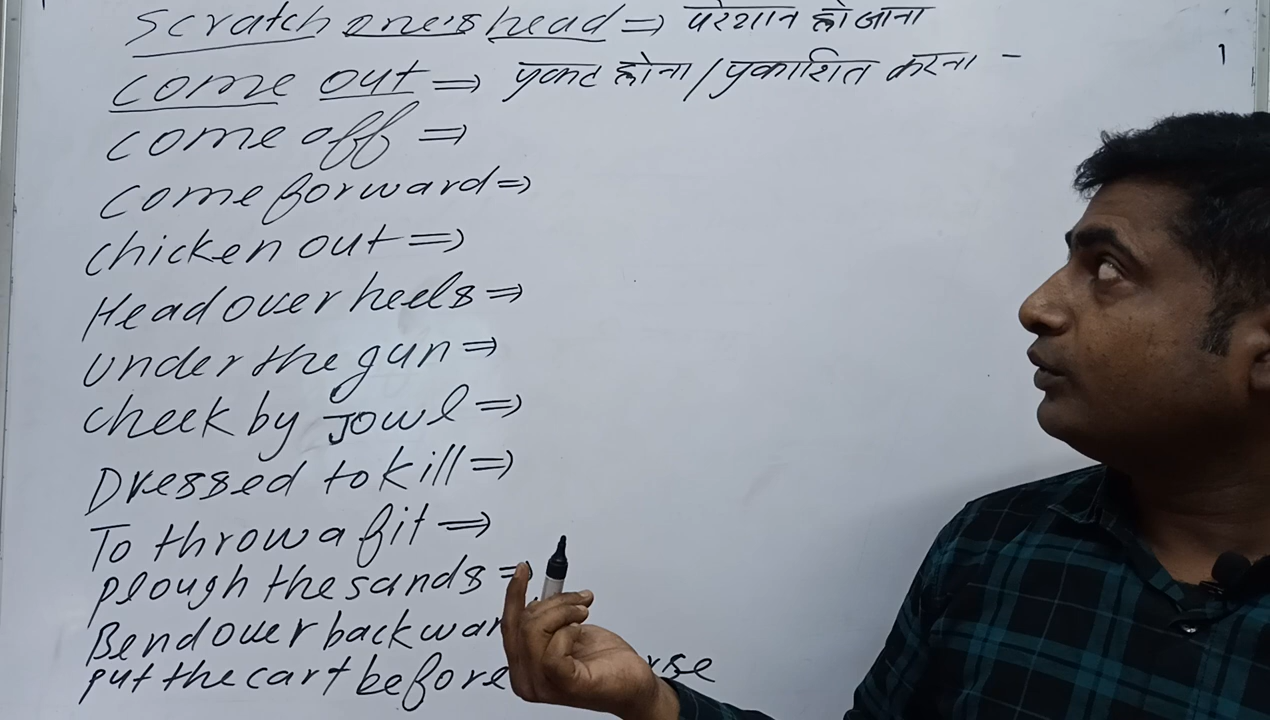 Scratch one's head => परेशान हो जाना
come out => प्रकट होना / प्रकाशित करना -
come off =>
come forward =>
chicken out =>
Head over heels =>
under the gun =>
cheek by Jowl =>
Dressed to kill =>
To throw a fit =>
plough the sands =>
Bend over backwar
put the cart before rse